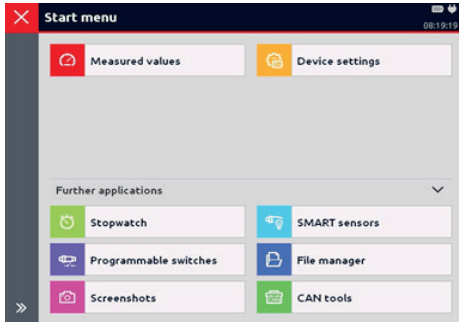 Start menu
08:19:19
Measured values
Device settings
Further applications
Stopwatch
SMART sensors
Programmable switches
File manager
Screenshots
CAN tools